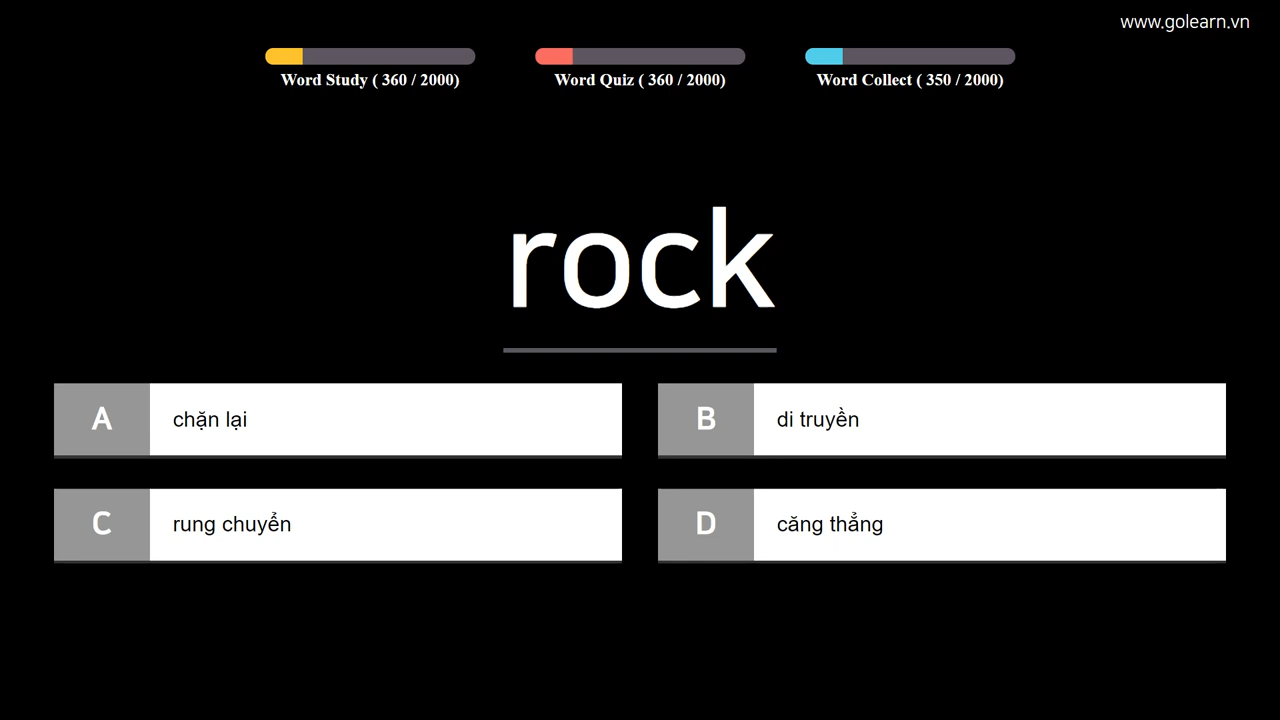 www.golearn.vn
Word Study ( 360 / 2000)
Word Quiz ( 360 / 2000)
Word Collect ( 350 / 2000)
rock
A chặn lại
B di truyền
C rung chuyển
D căng thẳng